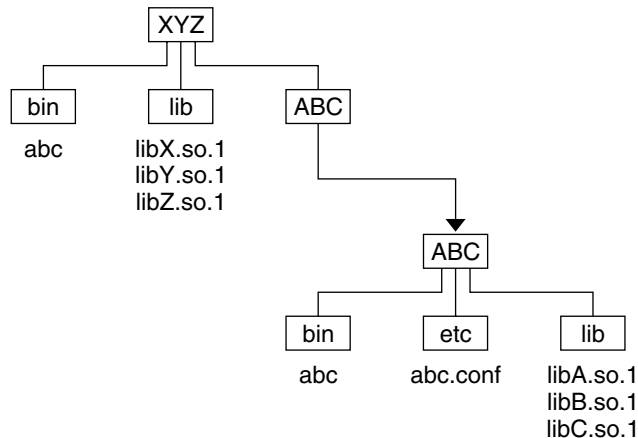 XYZ
bin
lib
ABC
abc
libX.so.1
libY.so.1
libZ.so.1
ABC
bin
etc
lib
abc
abc.conf
libA.so.1
libB.so.1
libC.so.1